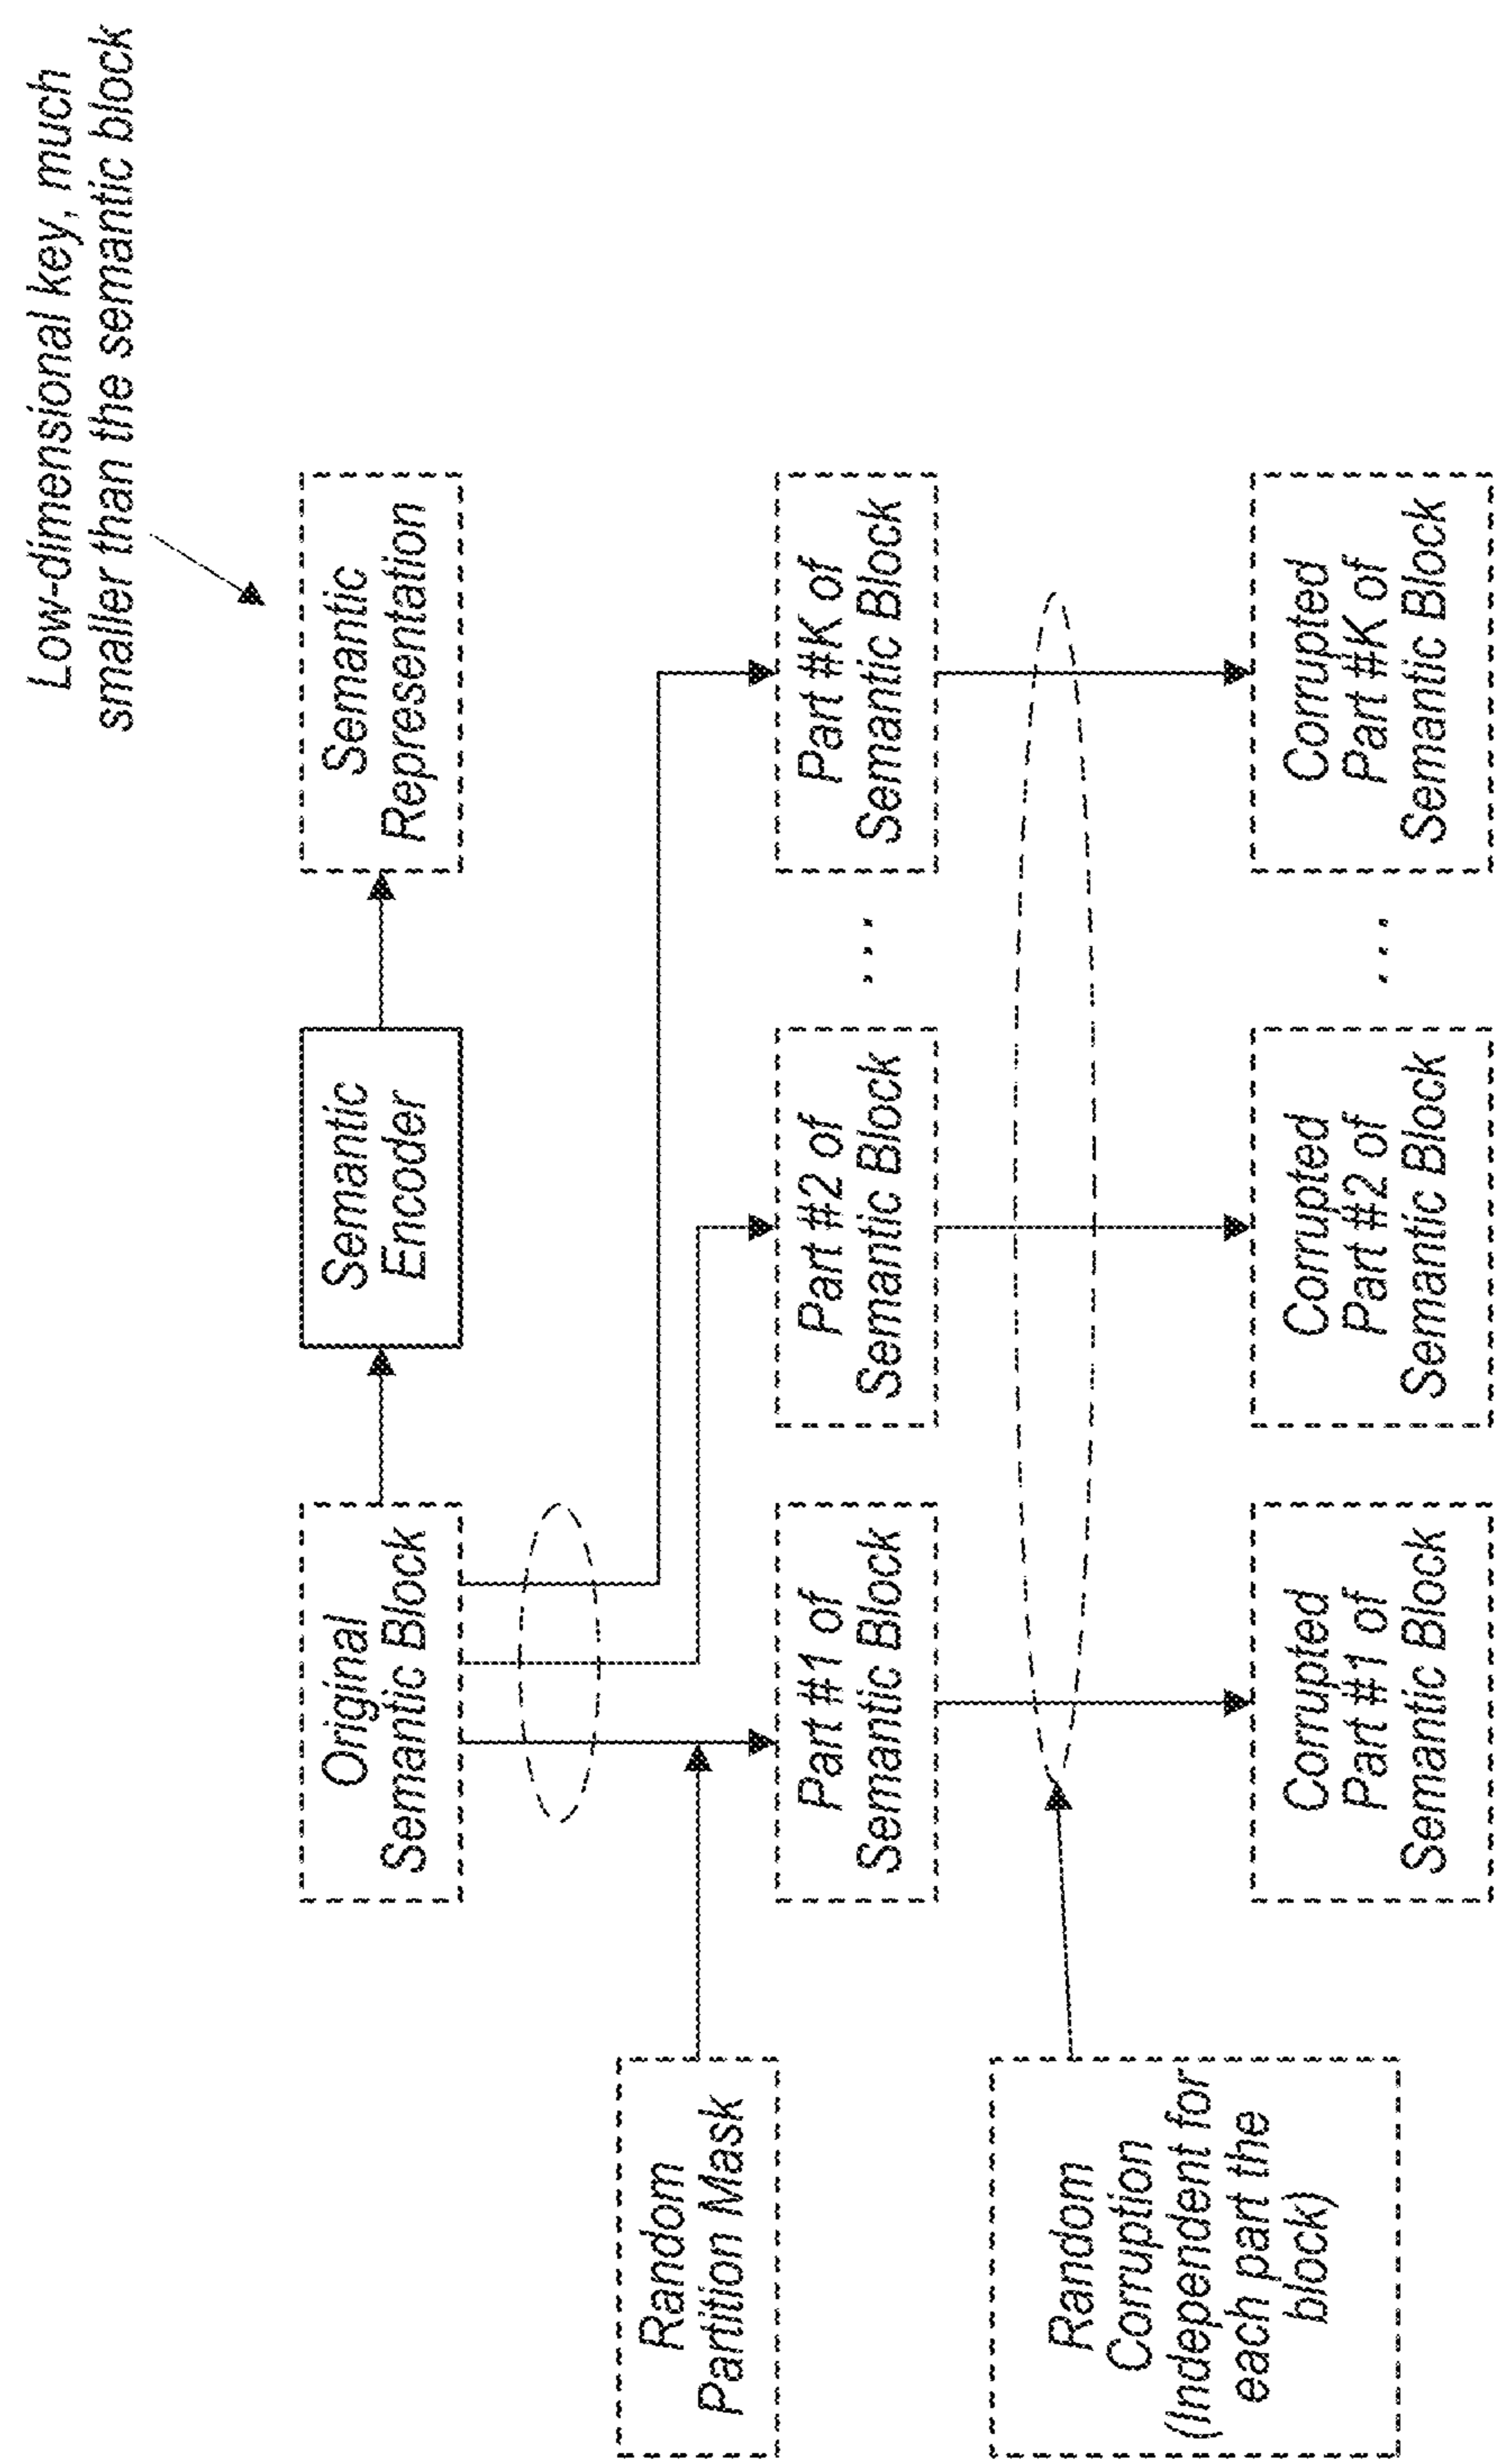 Low-dimensional key, much
smaller than the semantic block
Original
Semantic Block
Semantic
Encoder
Semantic
Representation
Random
Partition Mask
Part #1 of
Semantic Block
Part #2 of
Semantic Block
...
Part #K of
Semantic Block
Random
Corruption
(Independent for
each part the
block)
Corrupted
Part #1 of
Semantic Block
Corrupted
Part #2 of
Semantic Block
...
Corrupted
Part #K of
Semantic Block